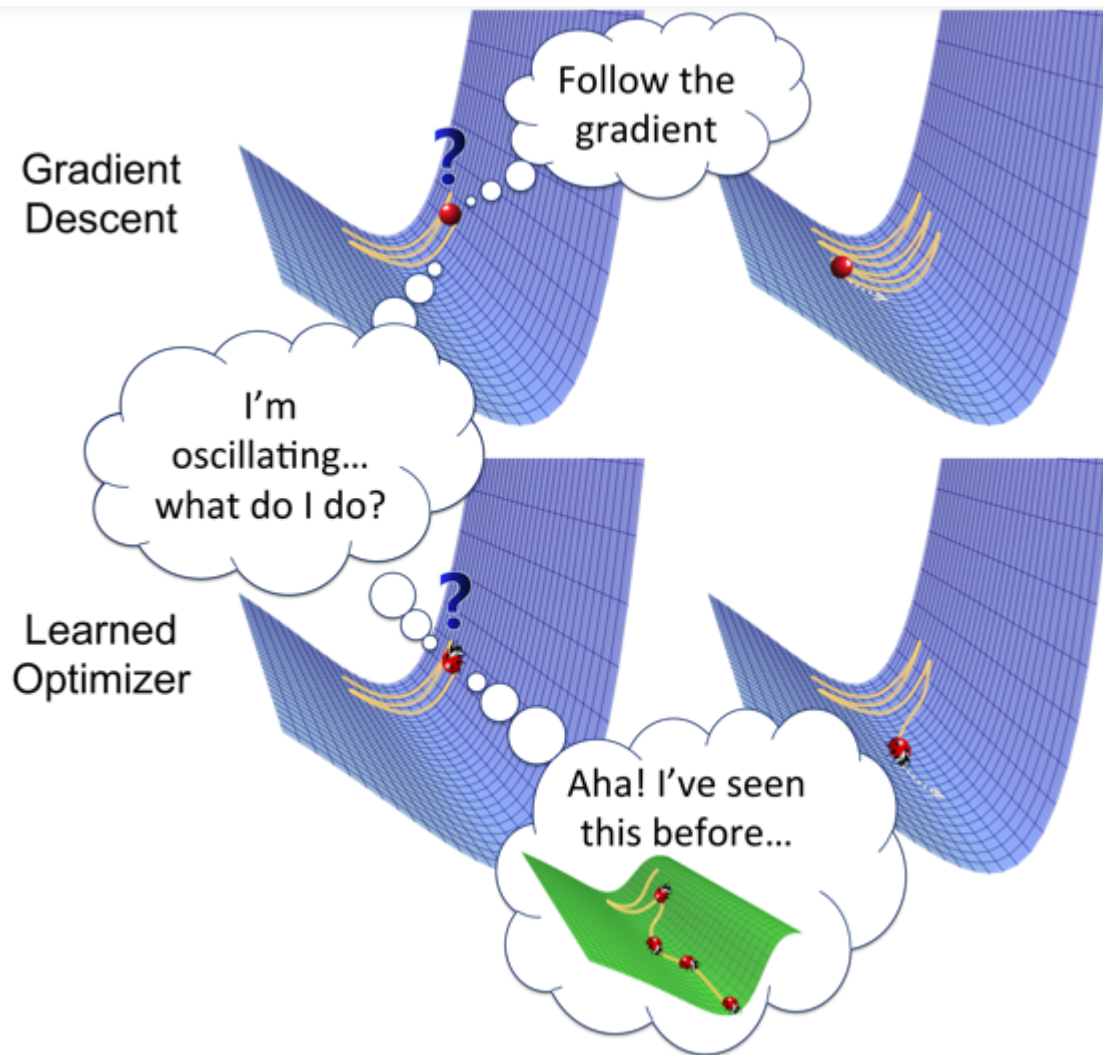 Follow the
gradient
?
Gradient
Descent
I'm
oscillating...
what do I do?
?
Learned
Optimizer
Aha! I've seen
this before...